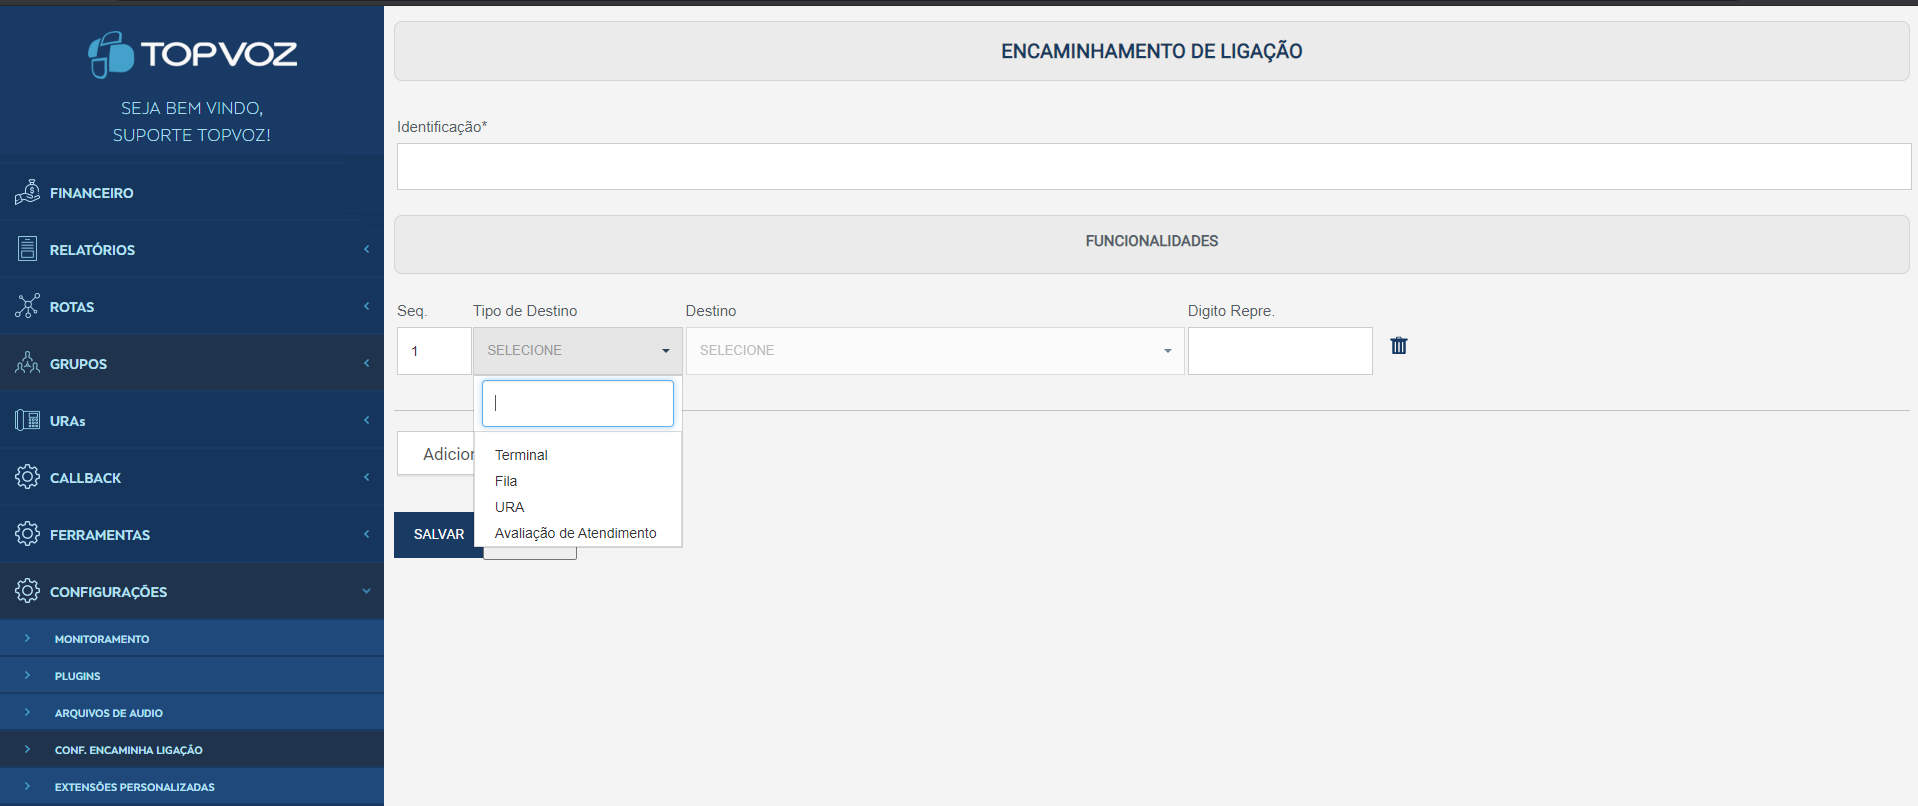 TOPVOZ
SEJA BEM VINDO,
SUPORTE TOPVOZ!
FINANCEIRO
RELATÓRIOS
ROTAS
GRUPOS
URAs
CALLBACK
FERRAMENTAS
CONFIGURAÇÕES
MONITORAMENTO
PLUGINS
ARQUIVOS DE AUDIO
CONF. ENCAMINHA LIGAÇÃO
EXTENSÕES PERSONALIZADAS
ENCAMINHAMENTO DE LIGAÇÃO
Identificação*
FUNCIONALIDADES
Seq. Tipo de Destino Destino Digito Repre.
1 SELECIONE SELECIONE
Terminal
Fila
URA
Avaliação de Atendimento
Adicion
SALVAR